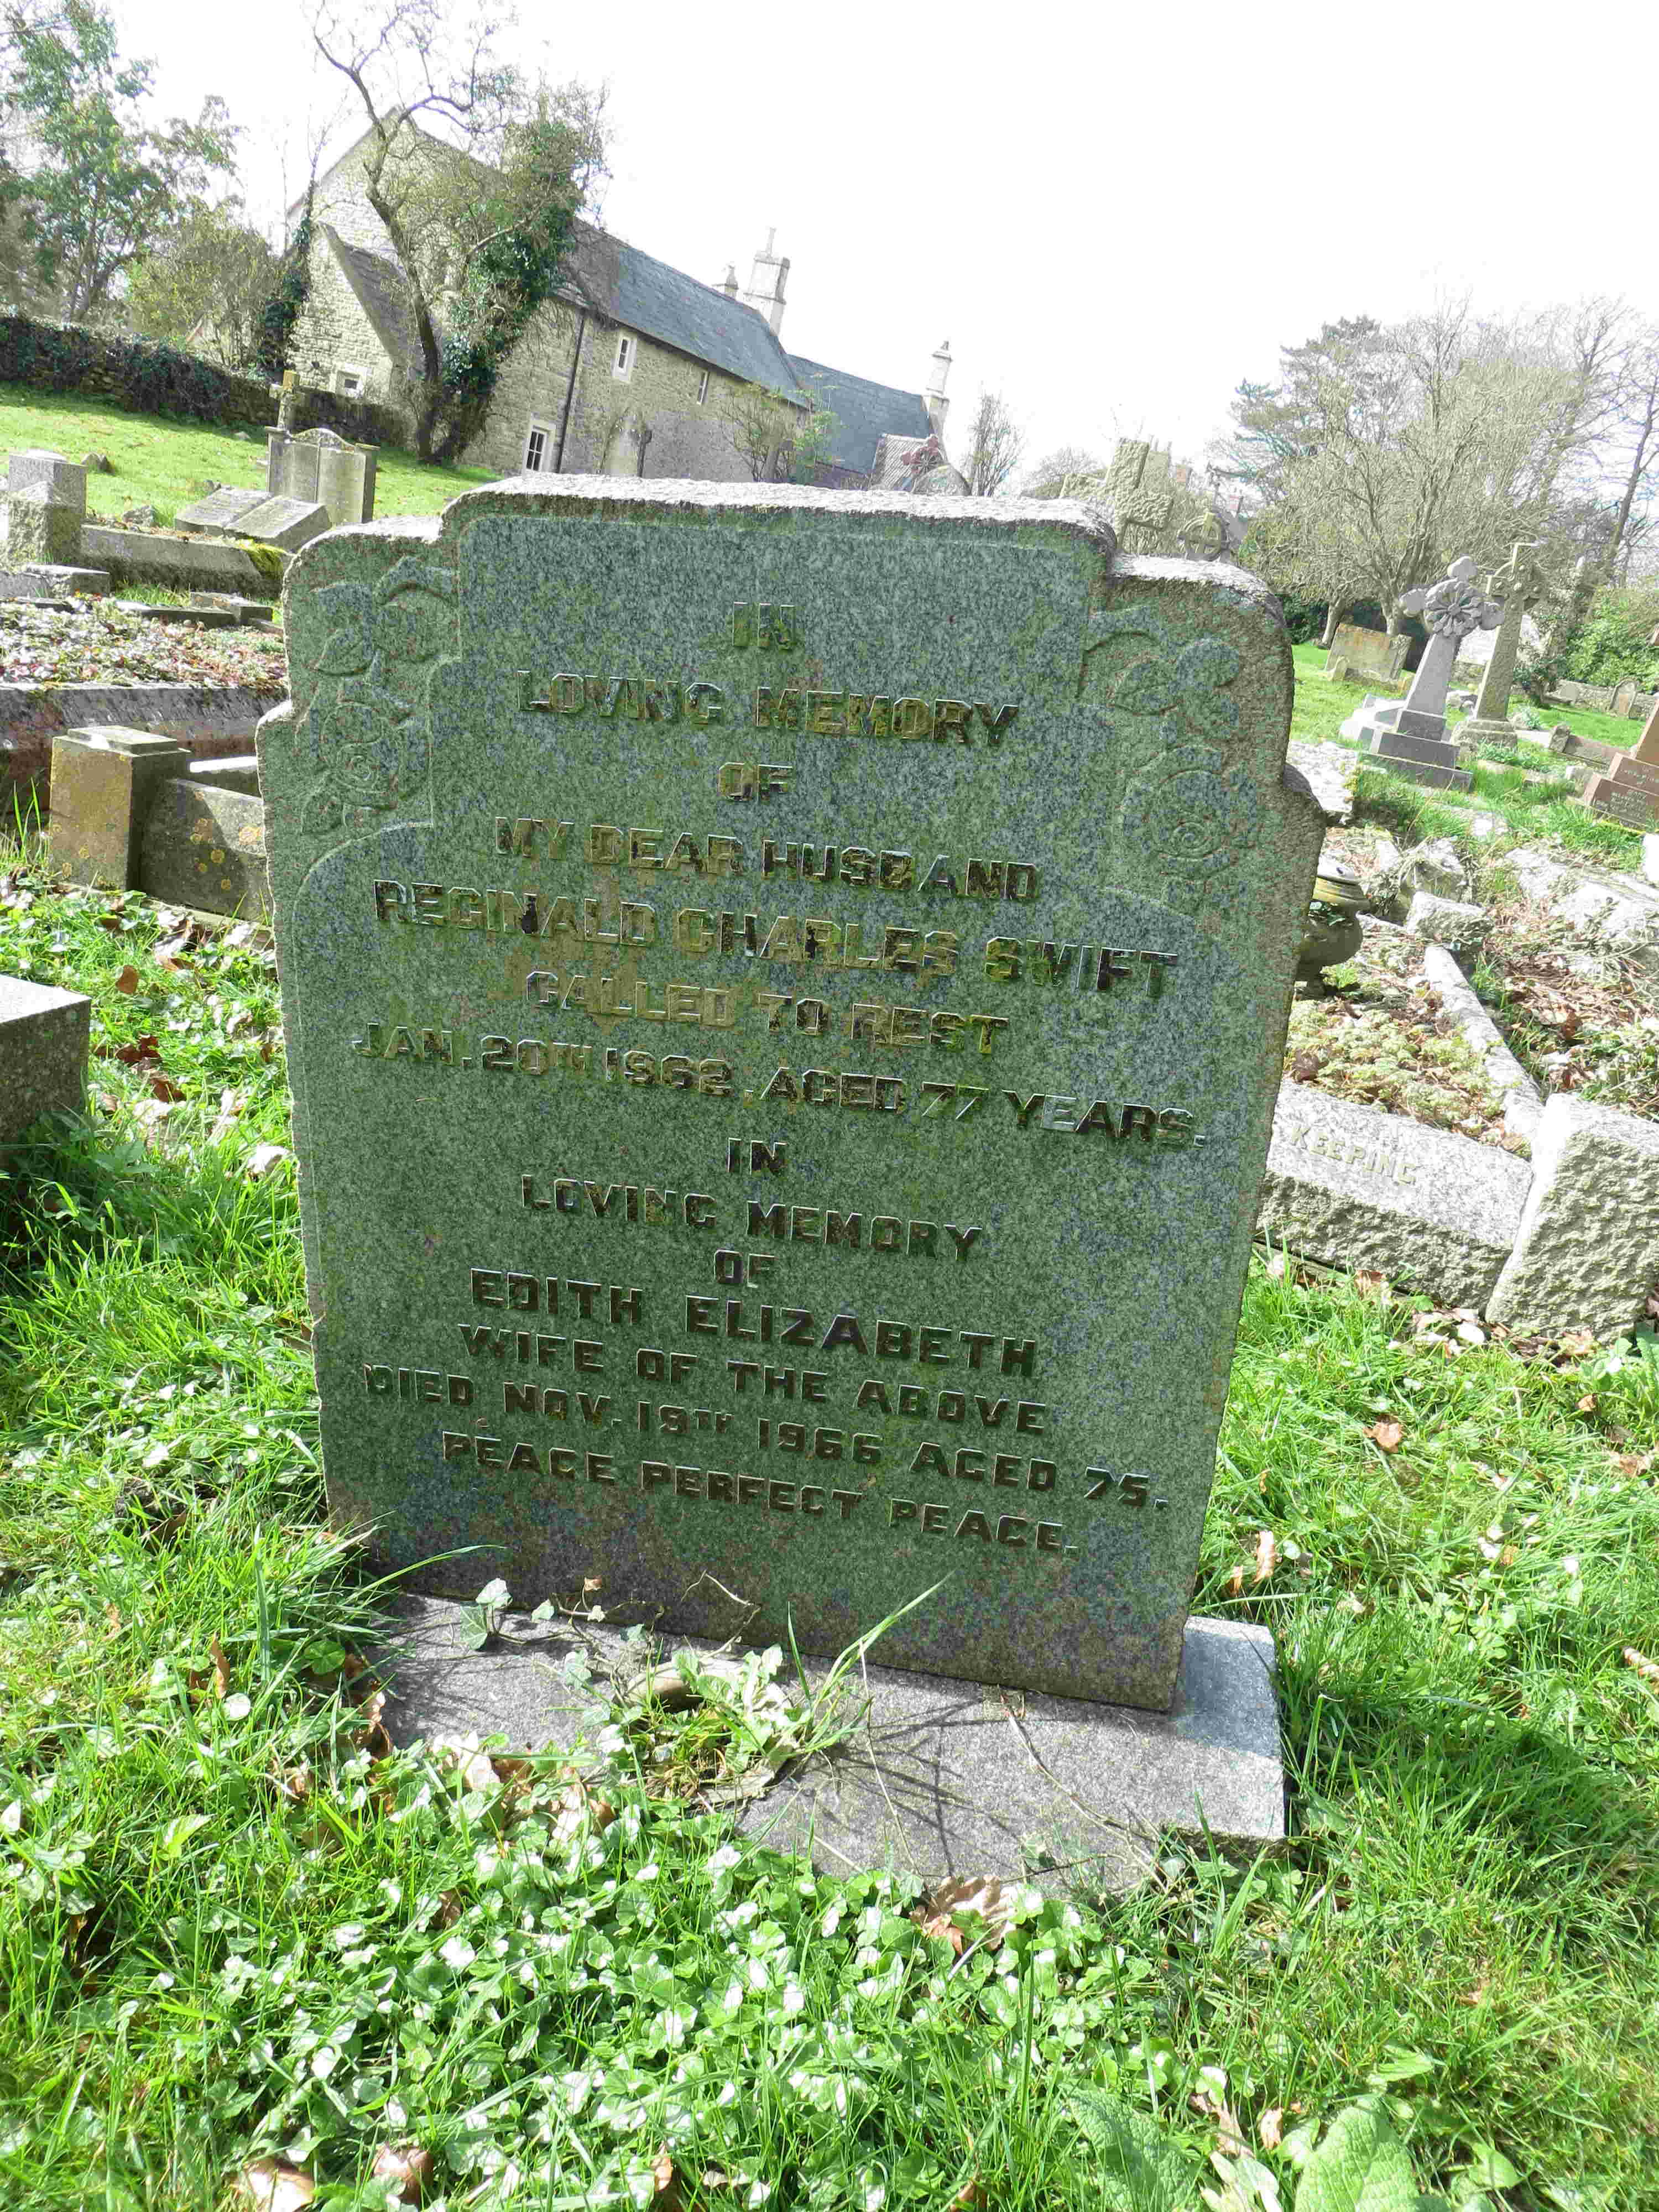 IN
LOVING MEMORY
OF
MY DEAR HUSBAND
REGINALD CHARLES SWIFT
CALLED TO REST
JAN. 20TH 1962, AGED 77 YEARS.
IN
LOVING MEMORY
OF
EDITH ELIZABETH
WIFE OF THE ABOVE
DIED NOV. 19TH 1966 AGED 75.
PEACE PERFECT PEACE.
KEEPING